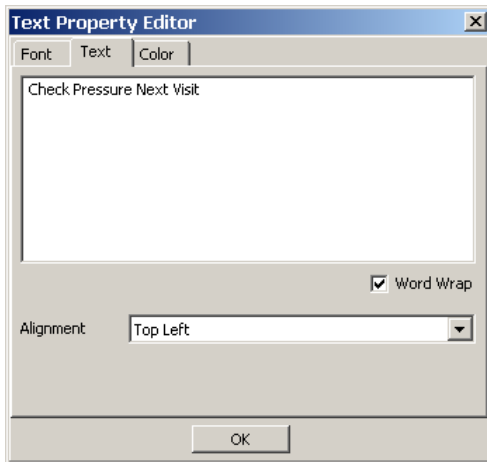 Text Property Editor
Font Text Color
Check Pressure Next Visit
Word Wrap
Alignment Top Left
OK